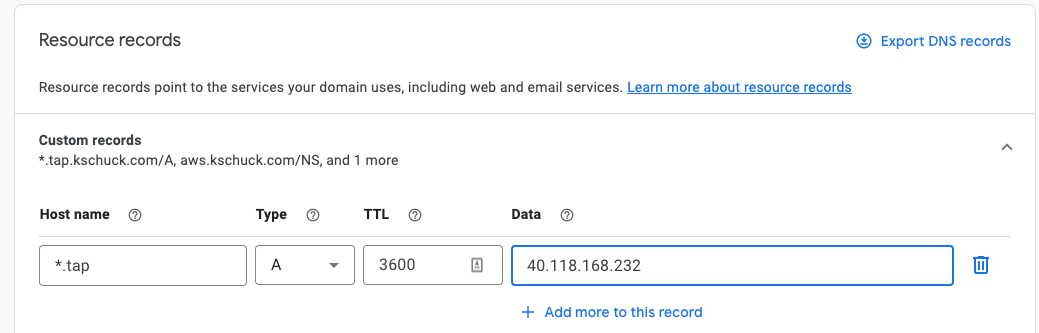 Resource records
Export DNS records
Resource records point to the services your domain uses, including web and email services. Learn more about resource records
Custom records
*.tap.kschuck.com/A, aws.kschuck.com/NS, and 1 more
Host name Type TTL Data
*.tap A 3600 40.118.168.232
Add more to this record